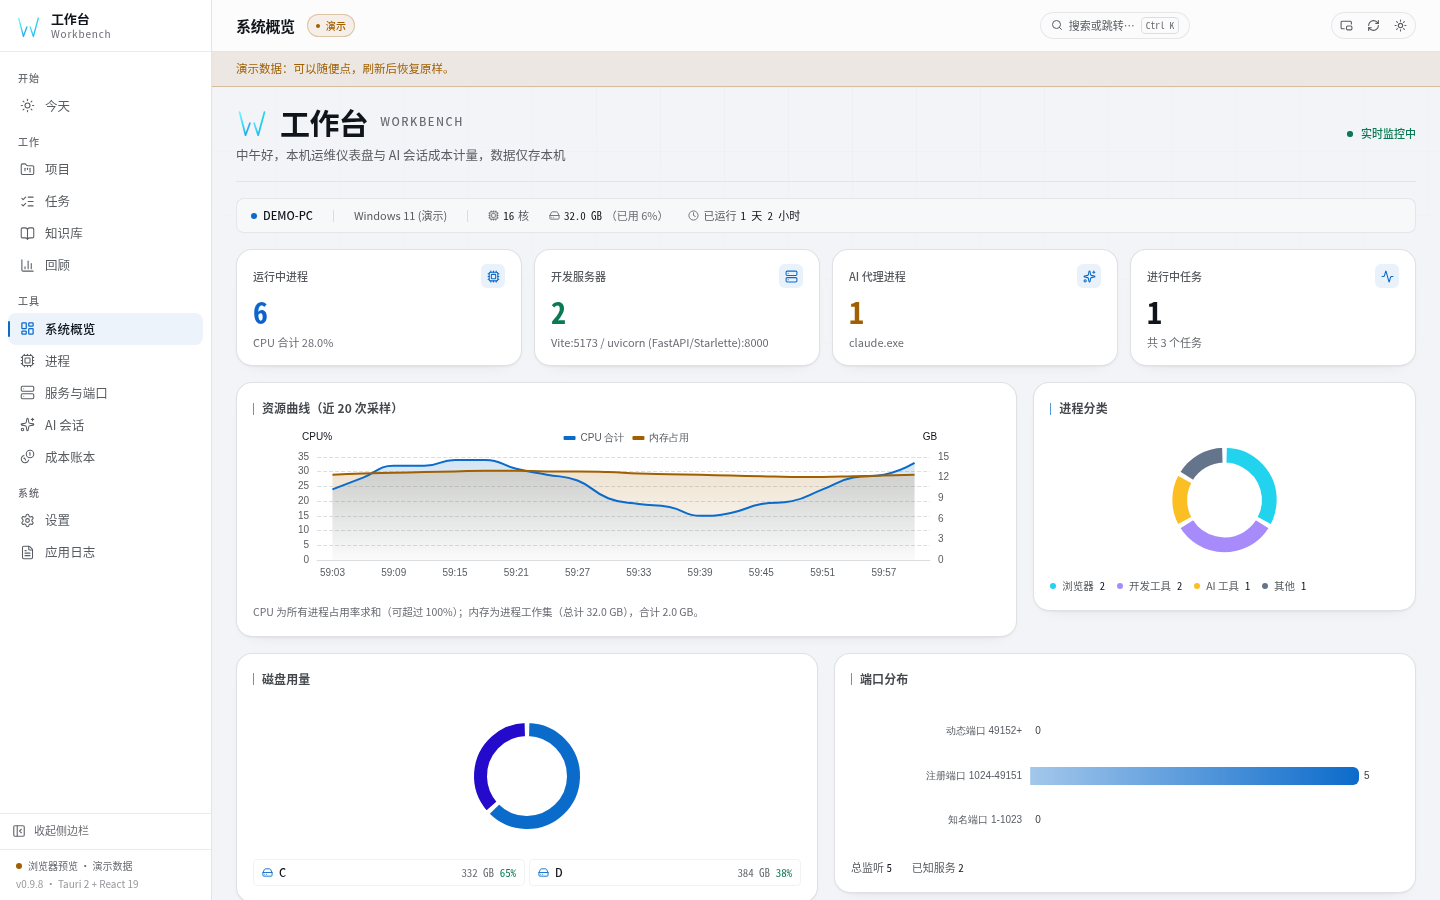 工作台
Workbench
开始
今天
工作
项目
任务
知识库
回顾
工具
系统概览
进程
服务与端口
AI 会话
成本账本
系统
设置
应用日志
收起侧边栏
浏览器预览 · 演示数据
v0.9.8 · Tauri 2 + React 19
系统概览
演示
搜索或跳转… Ctrl K
演示数据：可以随便点，刷新后恢复原样。
工作台 WORKBENCH
中午好，本机运维仪表盘与 AI 会话成本计量，数据仅存本机
实时监控中
DEMO-PC Windows 11 (演示) 16 核 32.0 GB （已用 6%） 已运行 1 天 2 小时
运行中进程
6
CPU 合计 28.0%
开发服务器
2
Vite:5173 / uvicorn (FastAPI/Starlette):8000
AI 代理进程
1
claude.exe
进行中任务
1
共 3 个任务
资源曲线（近 20 次采样）
CPU% CPU 合计 内存占用 GB
35 15
30 12
25 9
20 6
15 3
10 0
5
0
59:03 59:09 59:15 59:21 59:27 59:33 59:39 59:45 59:51 59:57
CPU 为所有进程占用率求和（可超过 100%）；内存为进程工作集（总计 32.0 GB），合计 2.0 GB。
进程分类
浏览器 2 开发工具 2 AI 工具 1 其他 1
磁盘用量
C 332 GB 65% D 384 GB 38%
端口分布
动态端口 49152+ 0
注册端口 1024-49151 5
知名端口 1-1023 0
总监听 5 已知服务 2